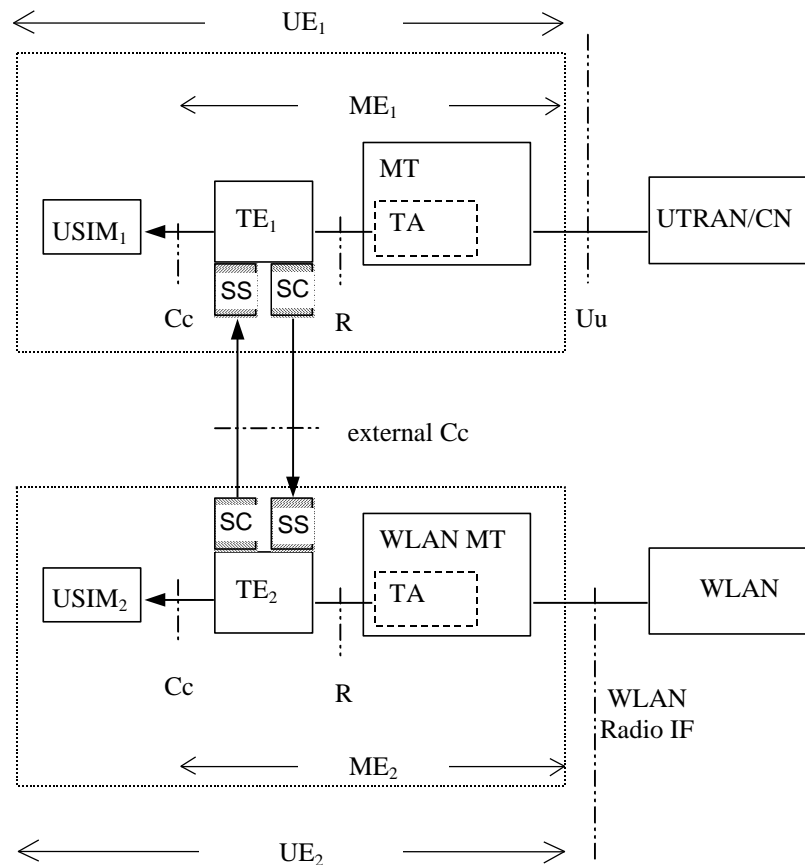 UE₁
ME₁
MT
TE₁
TA
USIM₁
UTRAN/CN
SS SC
Cc R Uu
external Cc
SC SS
WLAN MT
USIM₂
TE₂
TA
WLAN
Cc R
WLAN
Radio IF
ME₂
UE₂